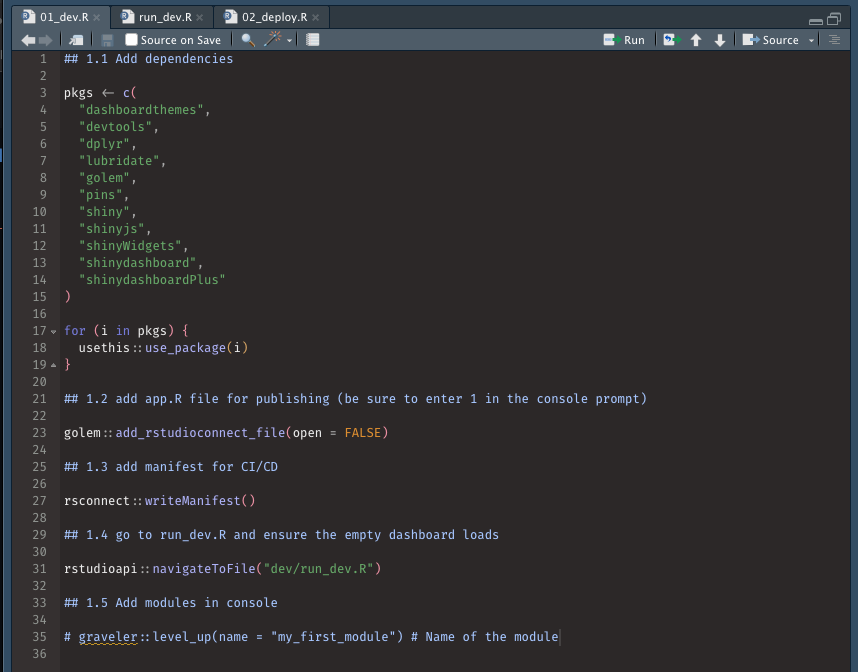 01_dev.R
run_dev.R
02_deploy.R
Source on Save
Run
Source
1 ## 1.1 Add dependencies
2
3 pkgs <- c(
4   "dashboardthemes",
5   "devtools",
6   "dplyr",
7   "lubridate",
8   "golem",
9   "pins",
10   "shiny",
11   "shinyjs",
12   "shinyWidgets",
13   "shinydashboard",
14   "shinydashboardPlus"
15 )
16
17 for (i in pkgs) {
18   usethis::use_package(i)
19 }
20
21 ## 1.2 add app.R file for publishing (be sure to enter 1 in the console prompt)
22
23 golem::add_rstudioconnect_file(open = FALSE)
24
25 ## 1.3 add manifest for CI/CD
26
27 rsconnect::writeManifest()
28
29 ## 1.4 go to run_dev.R and ensure the empty dashboard loads
30
31 rstudioapi::navigateToFile("dev/run_dev.R")
32
33 ## 1.5 Add modules in console
34
35 # graveler::level_up(name = "my_first_module") # Name of the module
36